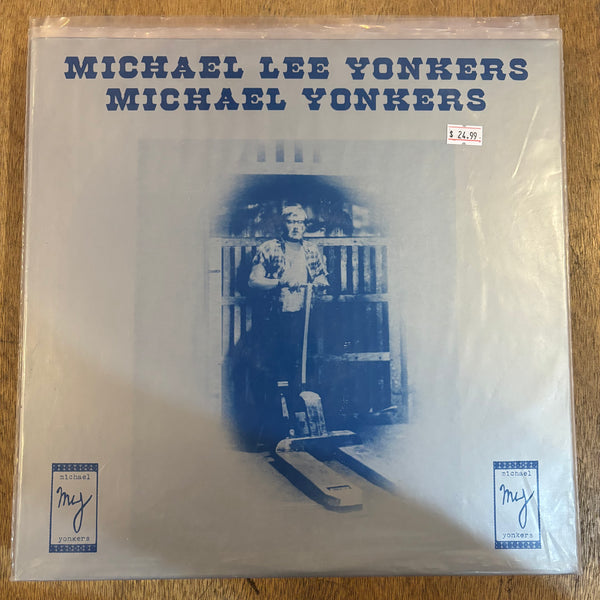 MICHAEL LEE YONKERS
MICHAEL YONKERS
$ 24.99
michael
my
yonkers
michael
my
yonkers